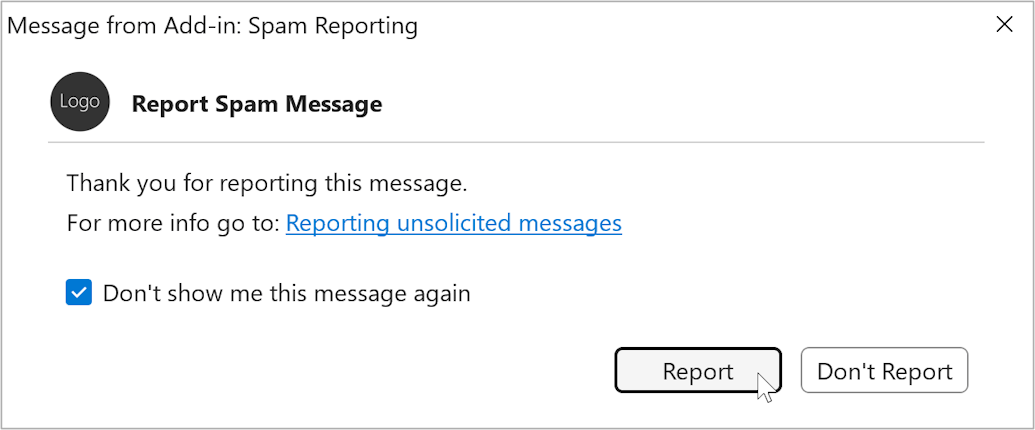 Message from Add-in: Spam Reporting
Logo
Report Spam Message
Thank you for reporting this message.
For more info go to: Reporting unsolicited messages
Don't show me this message again
Report
Don't Report